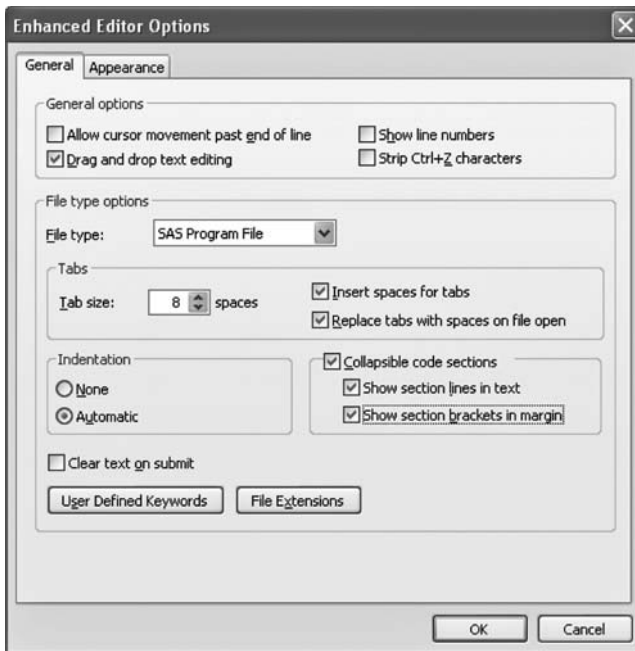 Enhanced Editor Options
General
Appearance
General options
Allow cursor movement past end of line
Show line numbers
Drag and drop text editing
Strip Ctrl+Z characters
File type options
File type: SAS Program File
Tabs
Tab size: 8 spaces
Insert spaces for tabs
Replace tabs with spaces on file open
Indentation
None
Automatic
Collapsible code sections
Show section lines in text
Show section brackets in margin
Clear text on submit
User Defined Keywords
File Extensions
OK
Cancel